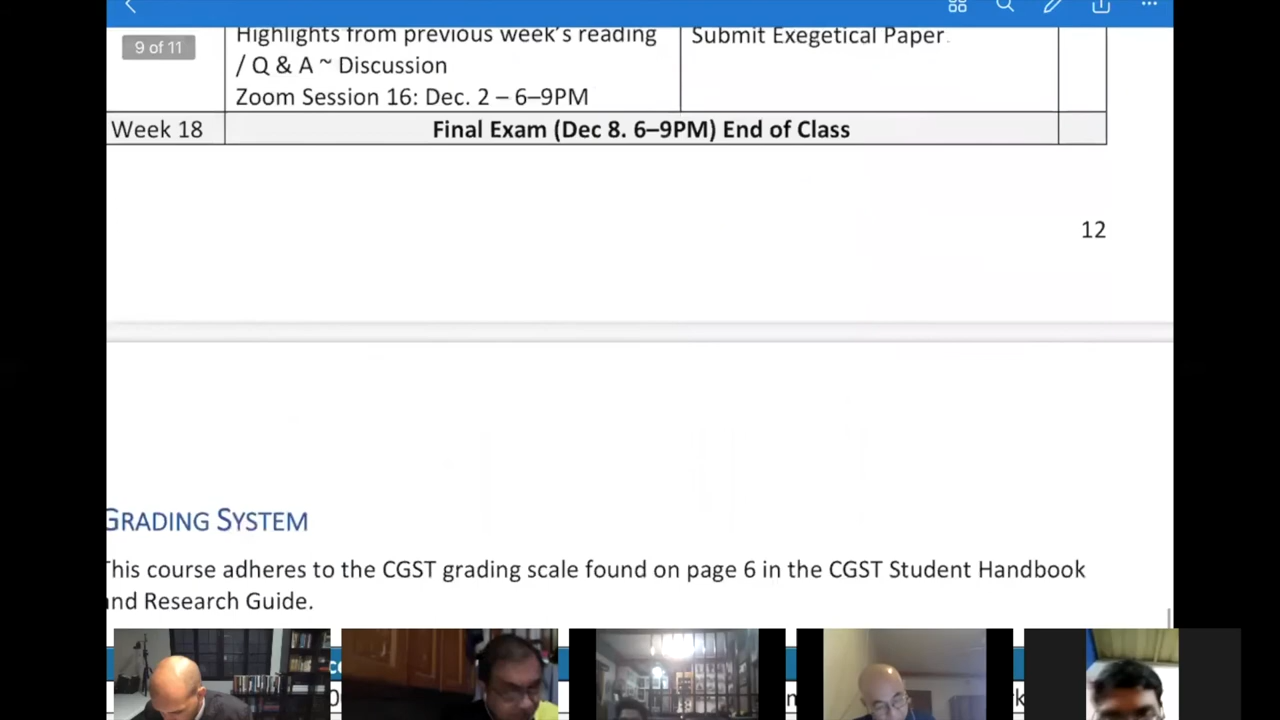 9 of 11
Highlights from previous week's reading
/ Q & A ~ Discussion
Zoom Session 16: Dec. 2 – 6–9PM
Submit Exegetical Paper.
Week 18
Final Exam (Dec 8. 6–9PM) End of Class
12
GRADING SYSTEM
This course adheres to the CGST grading scale found on page 6 in the CGST Student Handbook
and Research Guide.